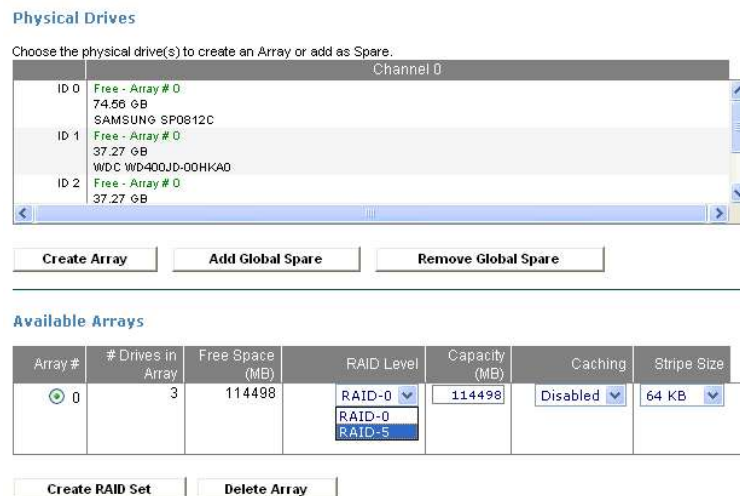 Physical Drives
Choose the physical drive(s) to create an Array or add as Spare.
Channel 0
ID 0 Free - Array # 0
74.56 GB
SAMSUNG SP0812C
ID 1 Free - Array # 0
37.27 GB
WDC WD400JD-00HKA0
ID 2 Free - Array # 0
37.27 GB
Create Array Add Global Spare Remove Global Spare
Available Arrays
Array # # Drives in Array Free Space (MB) RAID Level Capacity (MB) Caching Stripe Size
0 3 114498 RAID-0 114498 Disabled 64 KB
RAID-0
RAID-5
Create RAID Set Delete Array